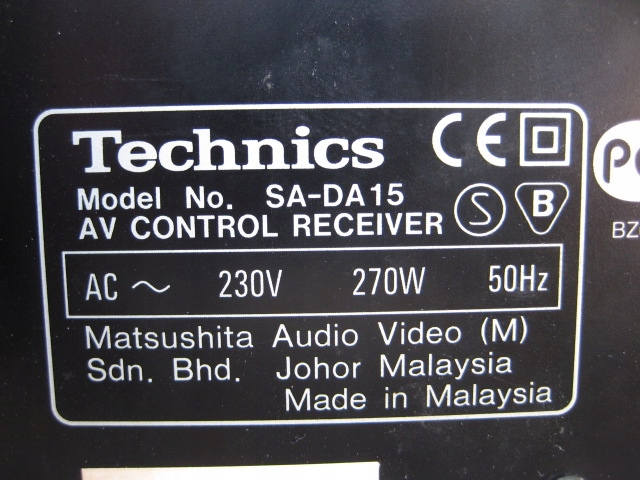 Technics CE
Model No. SA-DA15
AV CONTROL RECEIVER S B
AC ~ 230V 270W 50Hz
Matsushita Audio Video (M)
Sdn. Bhd. Johor Malaysia
Made in Malaysia